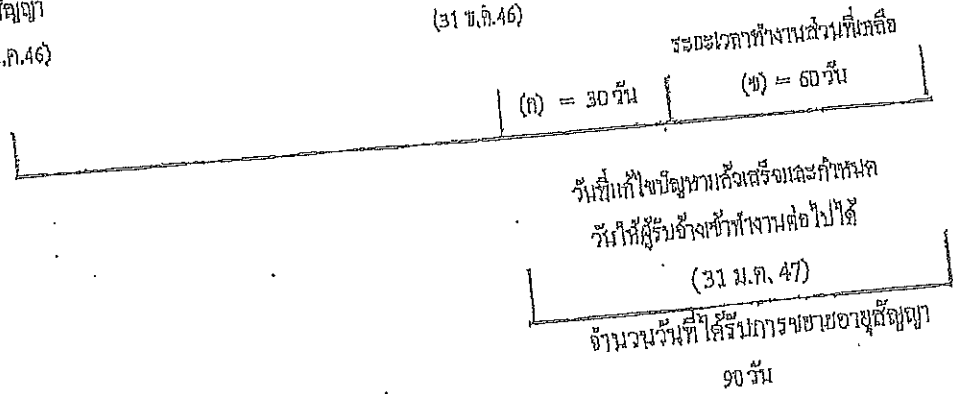 สัญญา
(31 ธ.ค.46)
.ค.46)
ระยะเวลาทำงานส่วนที่เหลือ
(ก) = 30 วัน
(ข) = 60 วัน
วันที่แก้ไขปัญหาแล้วเสร็จและกำหนด
วันให้ผู้รับจ้างเข้าทำงานต่อไปได้
(31 ม.ค. 47)
จำนวนวันที่ได้รับการขยายอายุสัญญา
90 วัน